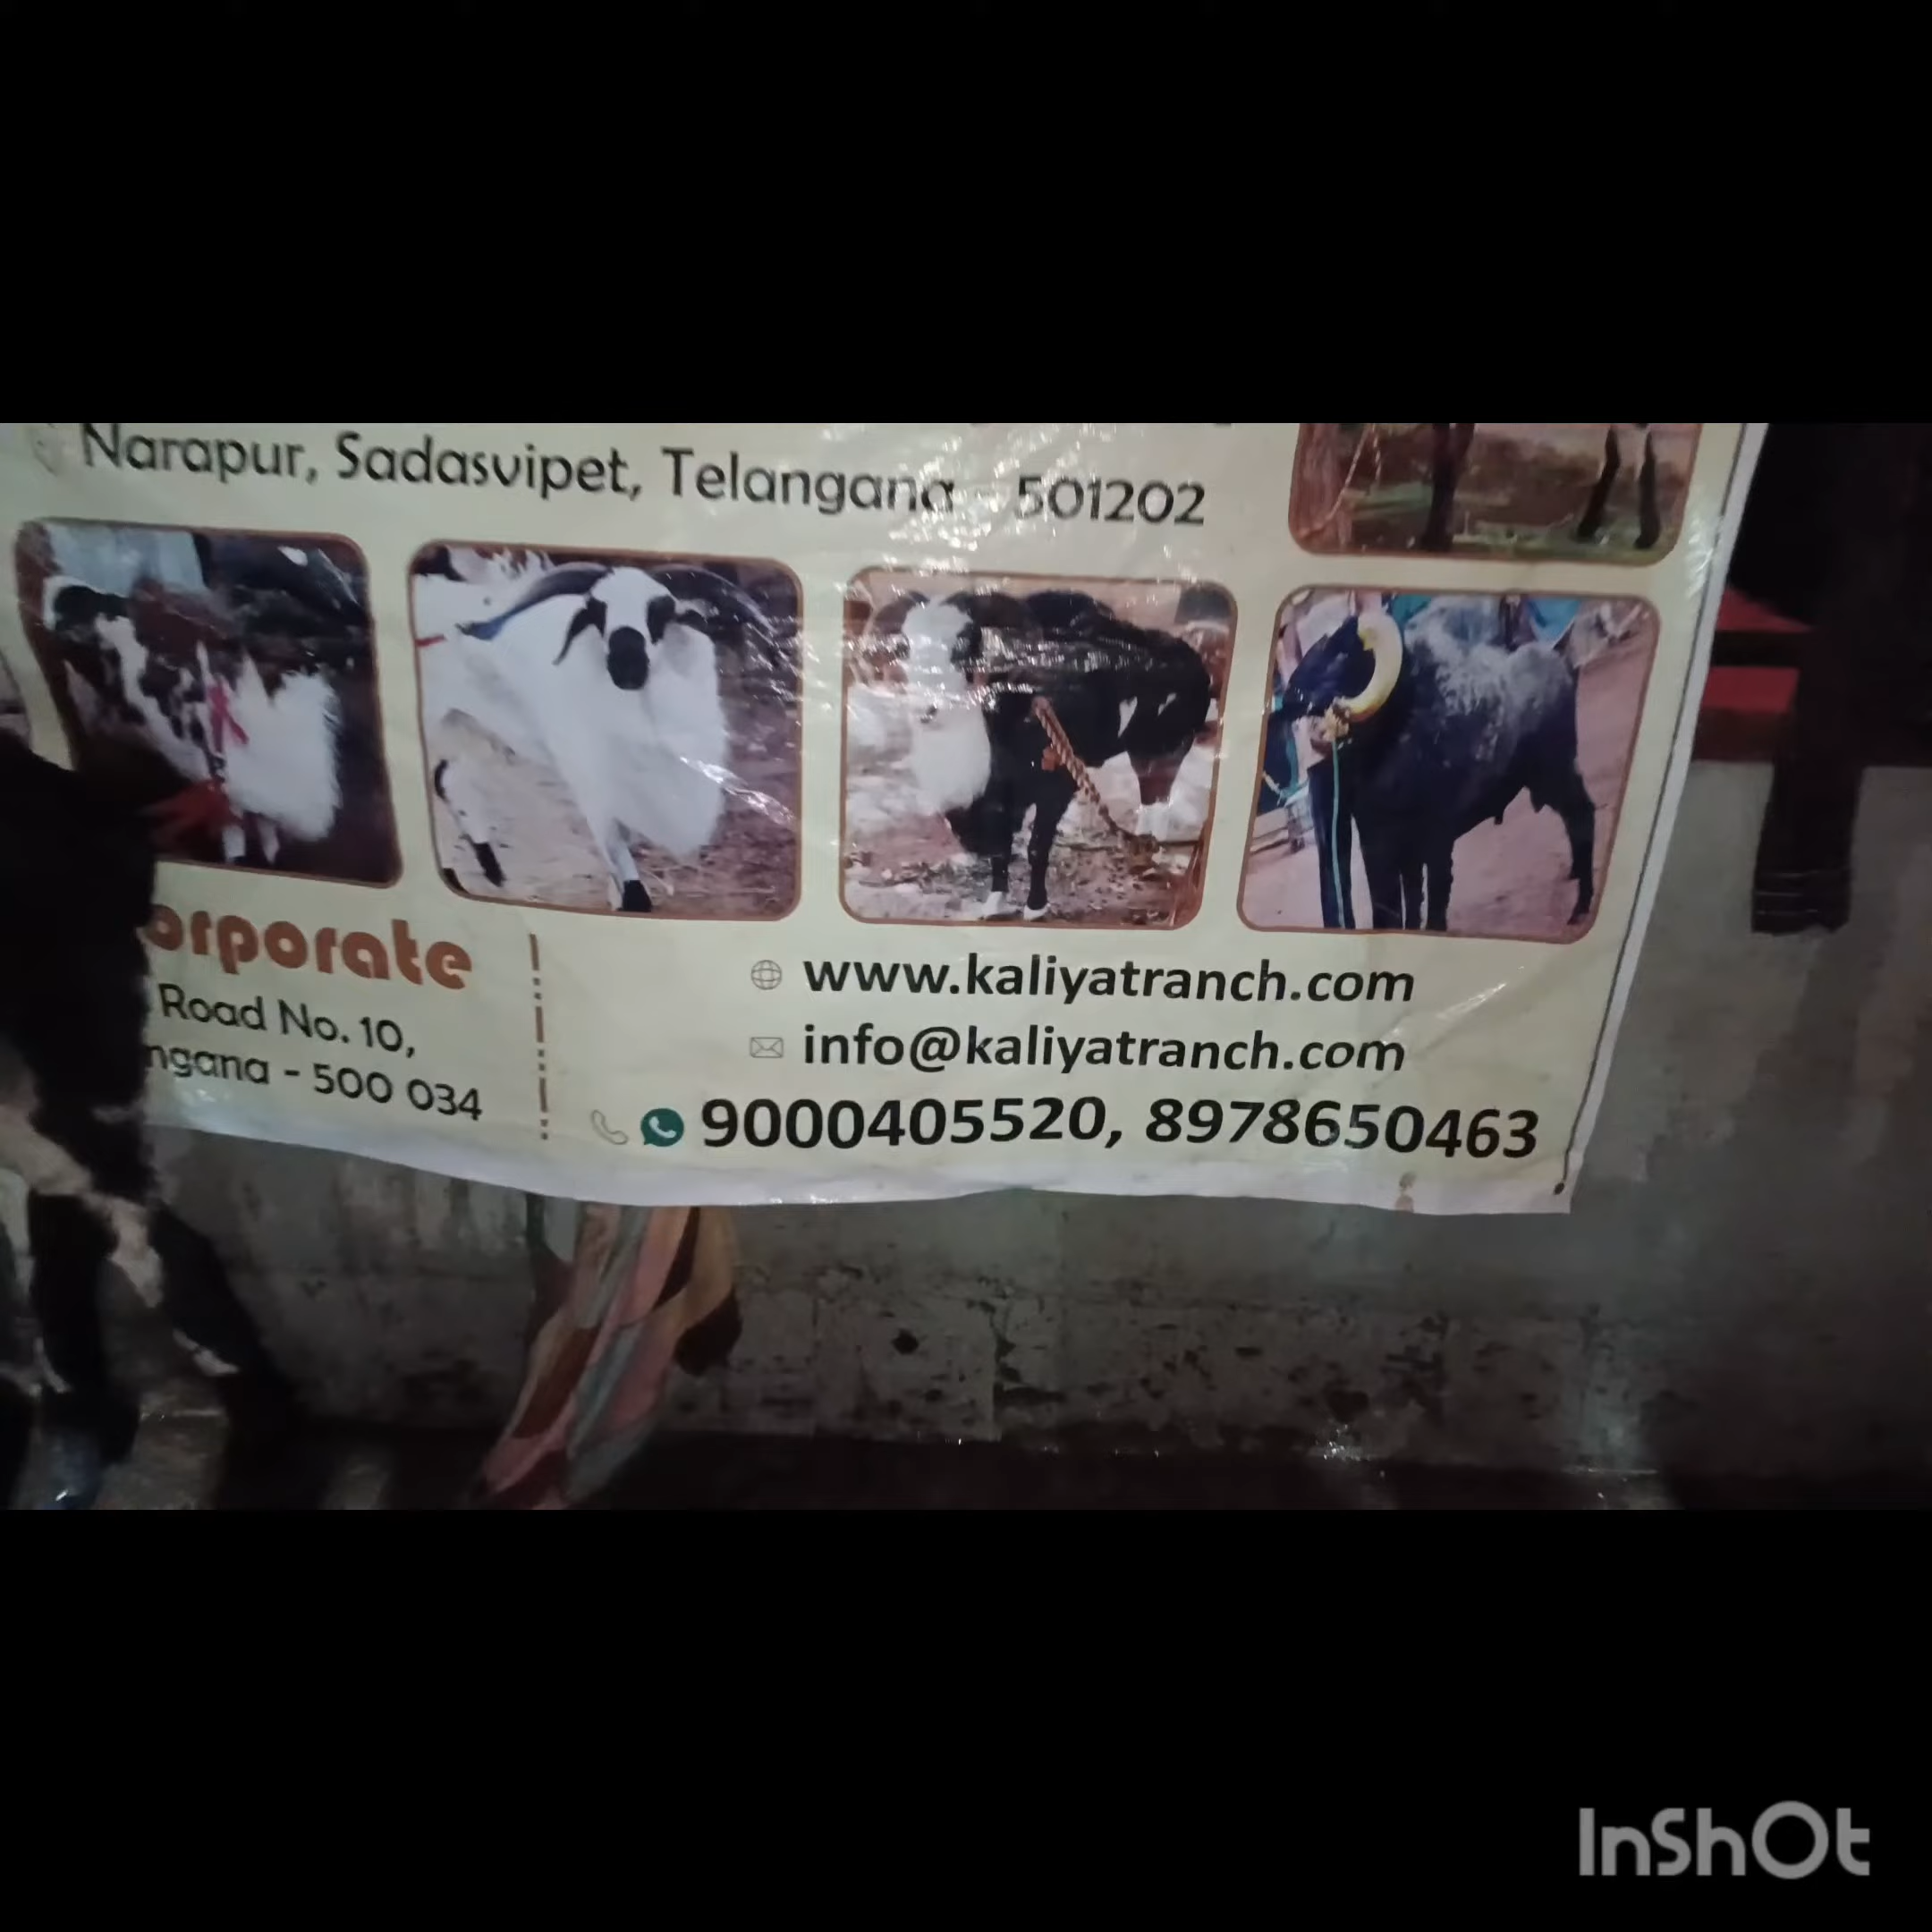 Narapur, Sadasvipet, Telangana - 501202
orporate
Road No. 10,
ngana - 500 034
www.kaliyatranch.com
info@kaliyatranch.com
9000405520, 8978650463
InShOt